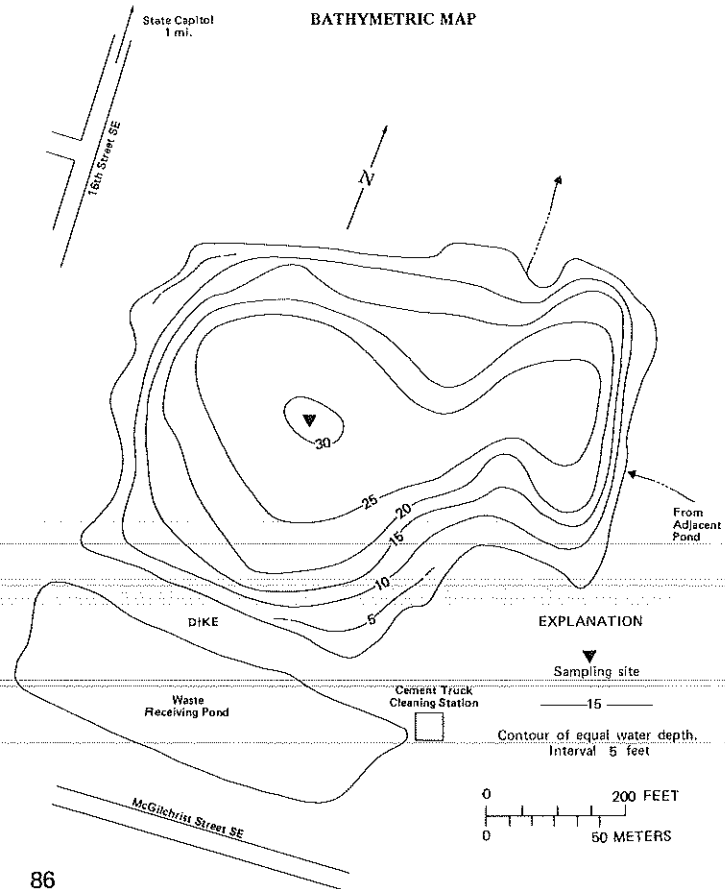 BATHYMETRIC MAP
State Capitol
1 mi.
16th Street SE
N
30
25
20
15
10
5
From
Adjacent
Pond
DIKE
EXPLANATION
Sampling site
15
Contour of equal water depth.
Interval 5 feet
Waste
Receiving Pond
Cement Truck
Cleaning Station
McGilchrist Street SE
0 200 FEET
0 50 METERS
86